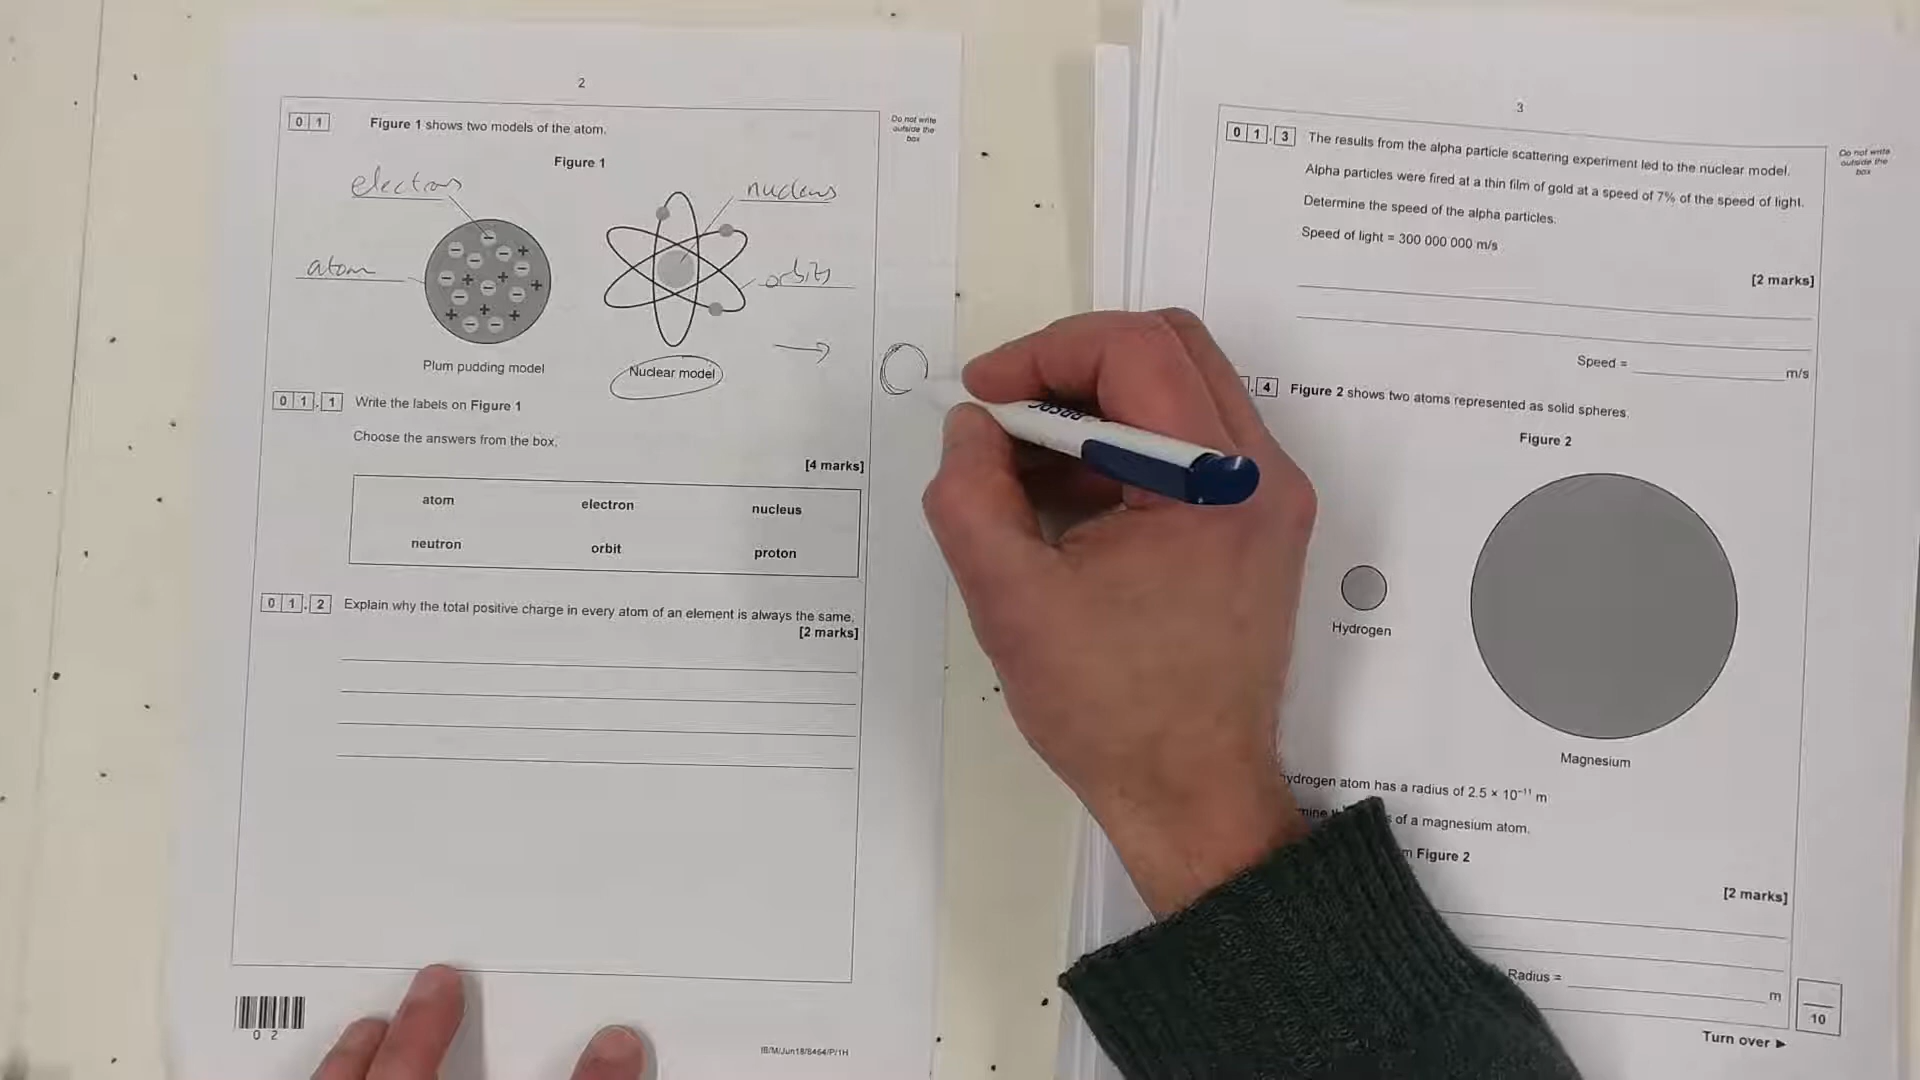 2
0 1 Figure 1 shows two models of the atom.
Do not write
outside the
box
Figure 1
electrons
nucleus
atom
orbits
Plum pudding model
Nuclear model
0 1 . 1 Write the labels on Figure 1
Choose the answers from the box.
[4 marks]
atom electron nucleus
neutron orbit proton
0 1 . 2 Explain why the total positive charge in every atom of an element is always the same.
[2 marks]
0 2
IB/M/Jun18/8464/P/1H
3
0 1 . 3 The results from the alpha particle scattering experiment led to the nuclear model.
Do not write
outside the
box
Alpha particles were fired at a thin film of gold at a speed of 7% of the speed of light.
Determine the speed of the alpha particles.
Speed of light = 300 000 000 m/s
[2 marks]
Speed = m/s
. 4 Figure 2 shows two atoms represented as solid spheres.
Figure 2
Hydrogen
Magnesium
hydrogen atom has a radius of 2.5 × 10⁻¹¹ m
of a magnesium atom.
Figure 2
[2 marks]
Radius = m
10
Turn over ►